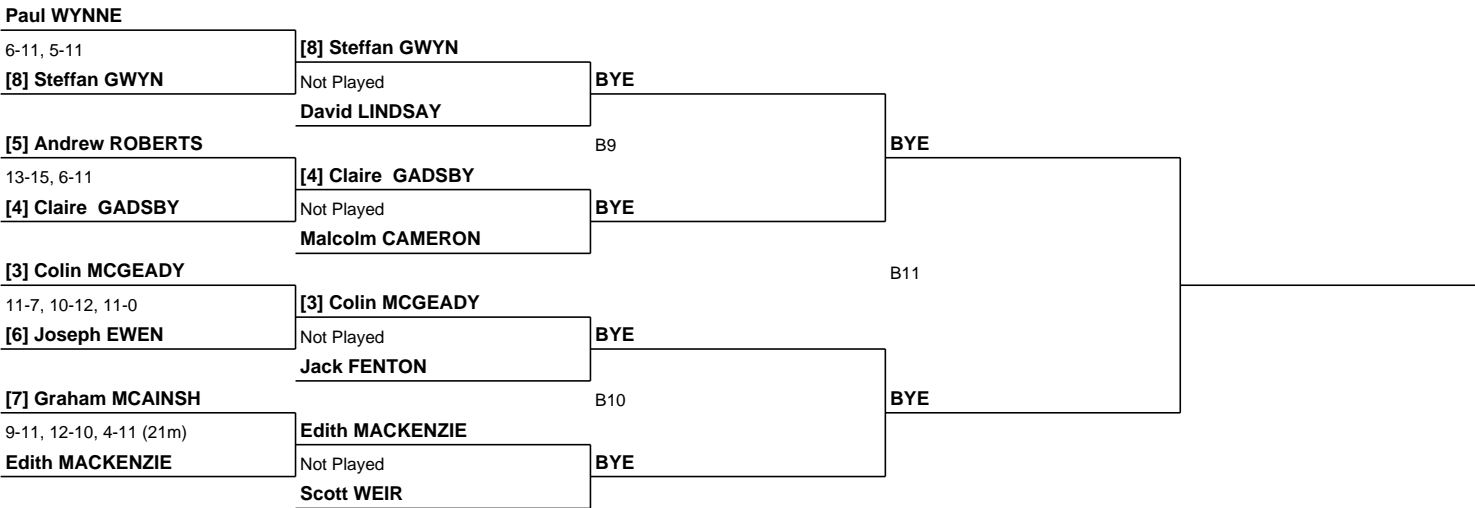 Paul WYNNE
6-11, 5-11
[8] Steffan GWYN
[8] Steffan GWYN
Not Played
BYE
David LINDSAY
[5] Andrew ROBERTS
B9
BYE
13-15, 6-11
[4] Claire  GADSBY
[4] Claire  GADSBY
Not Played
BYE
Malcolm CAMERON
[3] Colin MCGEADY
B11
11-7, 10-12, 11-0
[3] Colin MCGEADY
[6] Joseph EWEN
Not Played
BYE
Jack FENTON
[7] Graham MCAINSH
B10
BYE
9-11, 12-10, 4-11 (21m)
Edith MACKENZIE
Edith MACKENZIE
Not Played
BYE
Scott WEIR